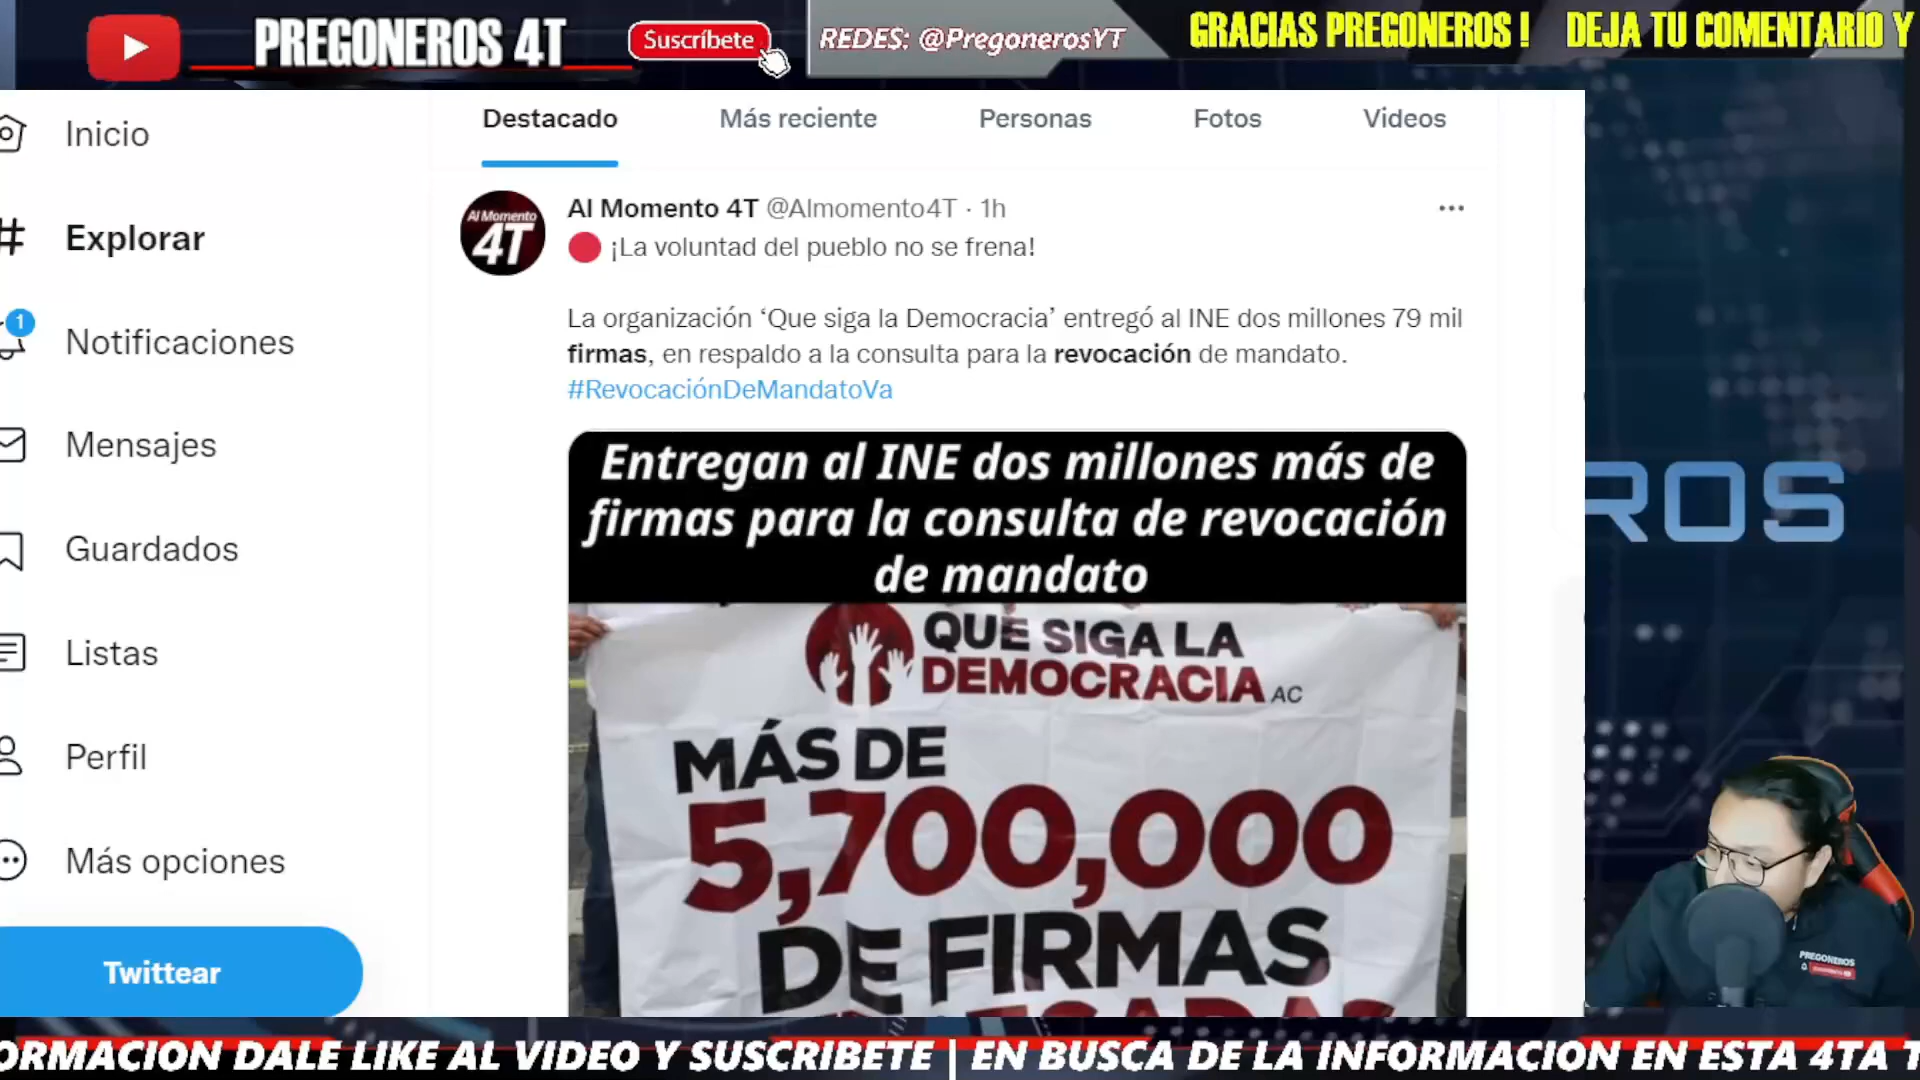 PREGONEROS 4T
Suscríbete
REDES: @PregonerosYT
GRACIAS PREGONEROS ! DEJA TU COMENTARIO Y
Inicio
Explorar
1
Notificaciones
Mensajes
Guardados
Listas
Perfil
Más opciones
Twittear
Destacado Más reciente Personas Fotos Videos
Al Momento
4T
Al Momento 4T @Almomento4T · 1h
¡La voluntad del pueblo no se frena!
La organización ‘Que siga la Democracia’ entregó al INE dos millones 79 mil
firmas, en respaldo a la consulta para la revocación de mandato.
#RevocaciónDeMandatoVa
Entregan al INE dos millones más de
firmas para la consulta de revocación
de mandato
QUE SIGA LA
DEMOCRACIA AC
MÁS DE
5,700,000
DE FIRMAS
ROS
PREGONEROS
ORMACION DALE LIKE AL VIDEO Y SUSCRIBETE | EN BUSCA DE LA INFORMACION EN ESTA 4TA T